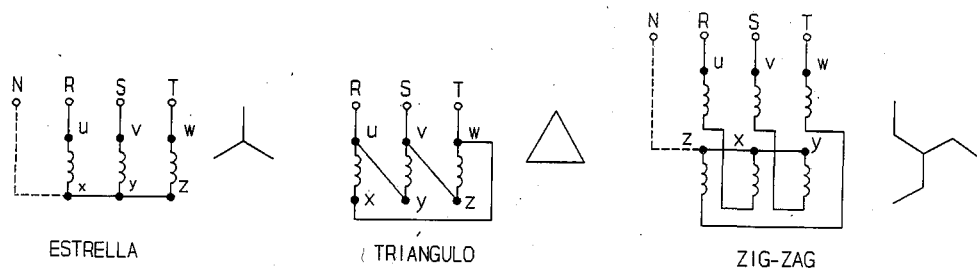 N R S T
u v w
x y z
ESTRELLA
R S T
u v w
x y z
TRIANGULO
N R S T
u v w
z x y
ZIG-ZAG